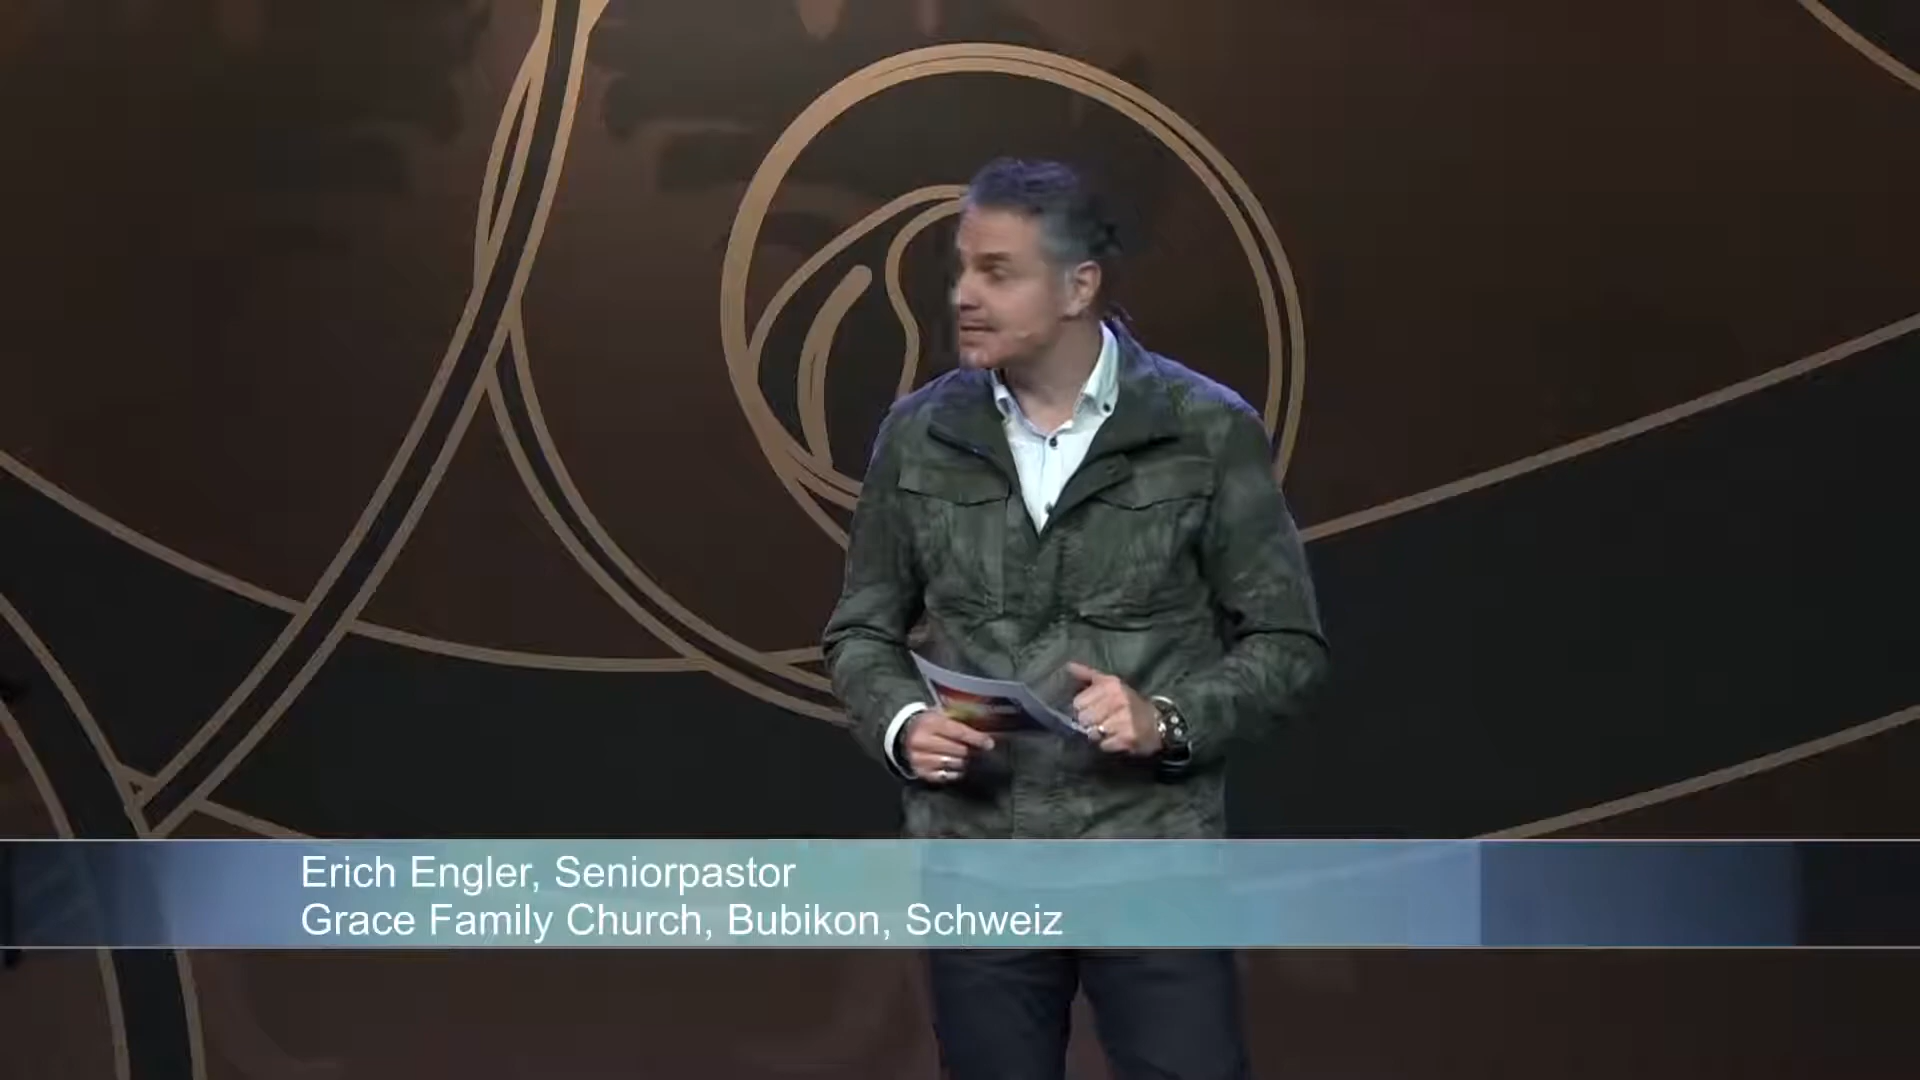 Erich Engler, Seniorpastor
Grace Family Church, Bubikon, Schweiz